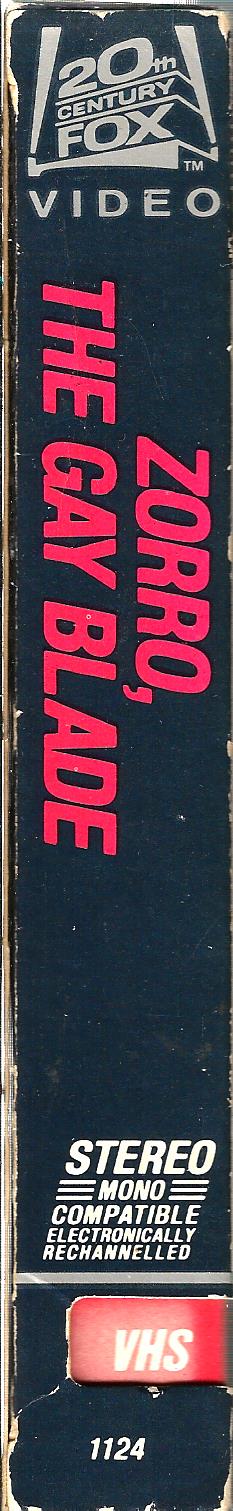 20th
CENTURY
FOX
TM
VIDEO
ZORRO,
THE GAY BLADE
STEREO
MONO
COMPATIBLE
ELECTRONICALLY
RECHANNELLED
VHS
1124